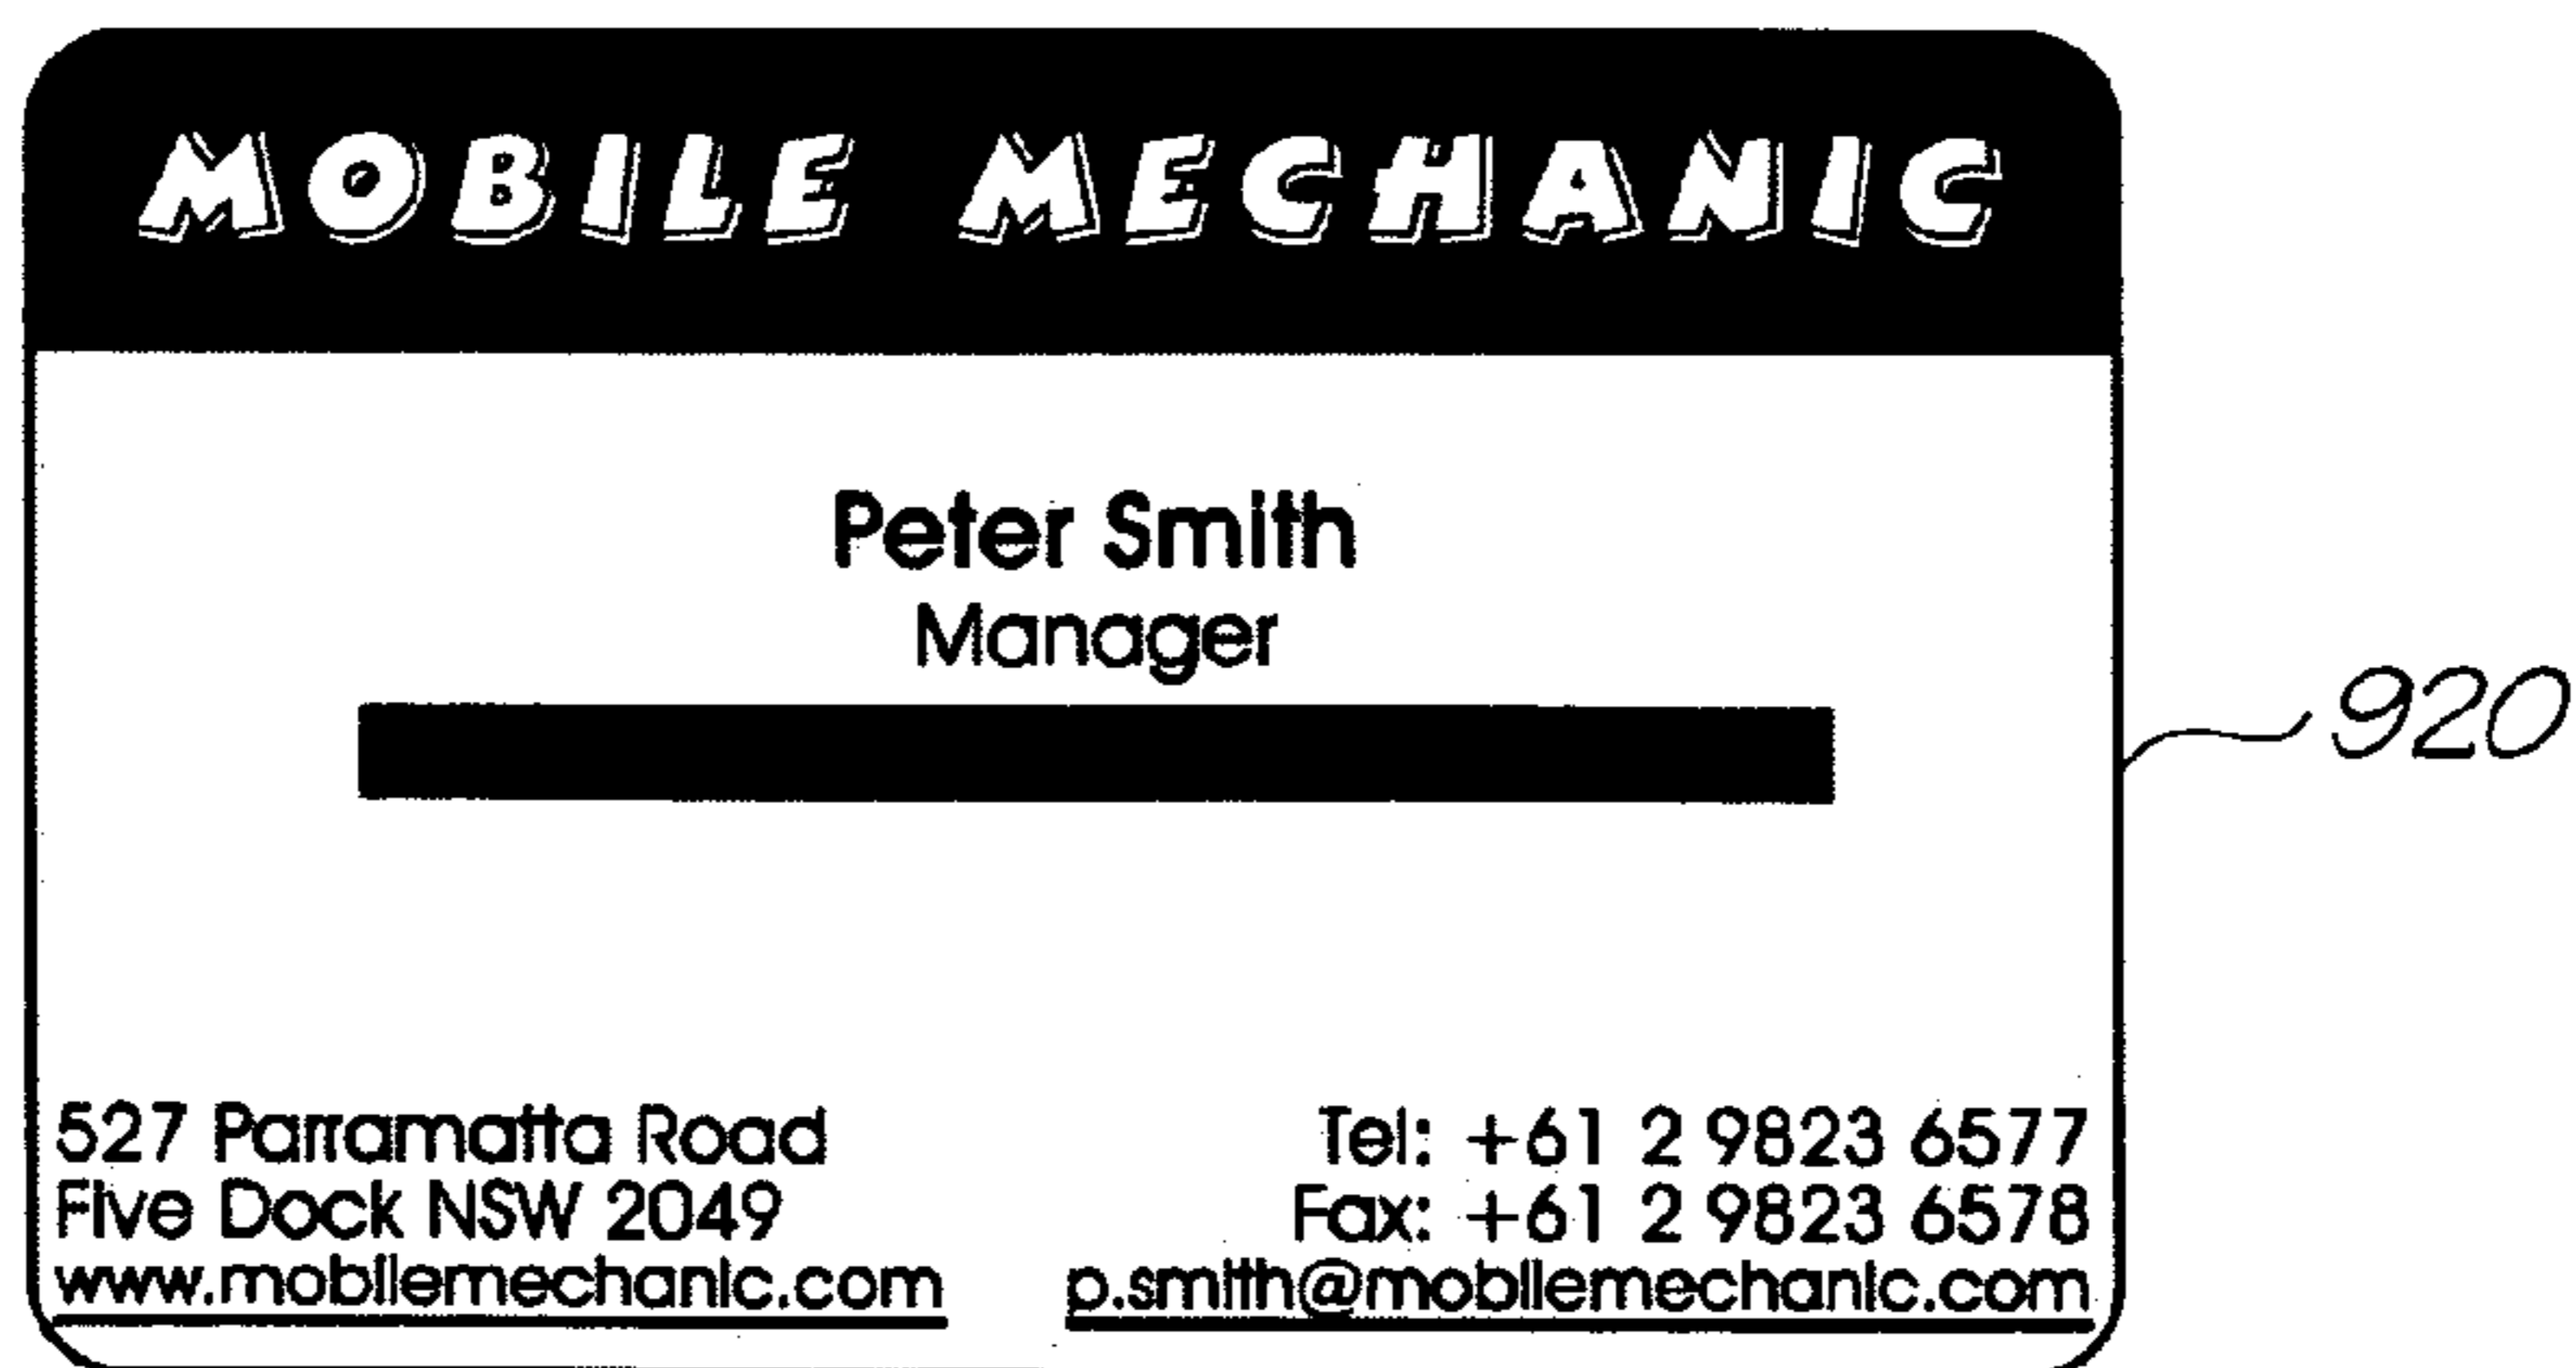 MOBILE MECHANIC
Peter Smith
Manager
920
527 Parramatta Road
Five Dock NSW 2049
www.mobilemechanic.com
Tel: +61 2 9823 6577
Fax: +61 2 9823 6578
p.smith@mobilemechanic.com